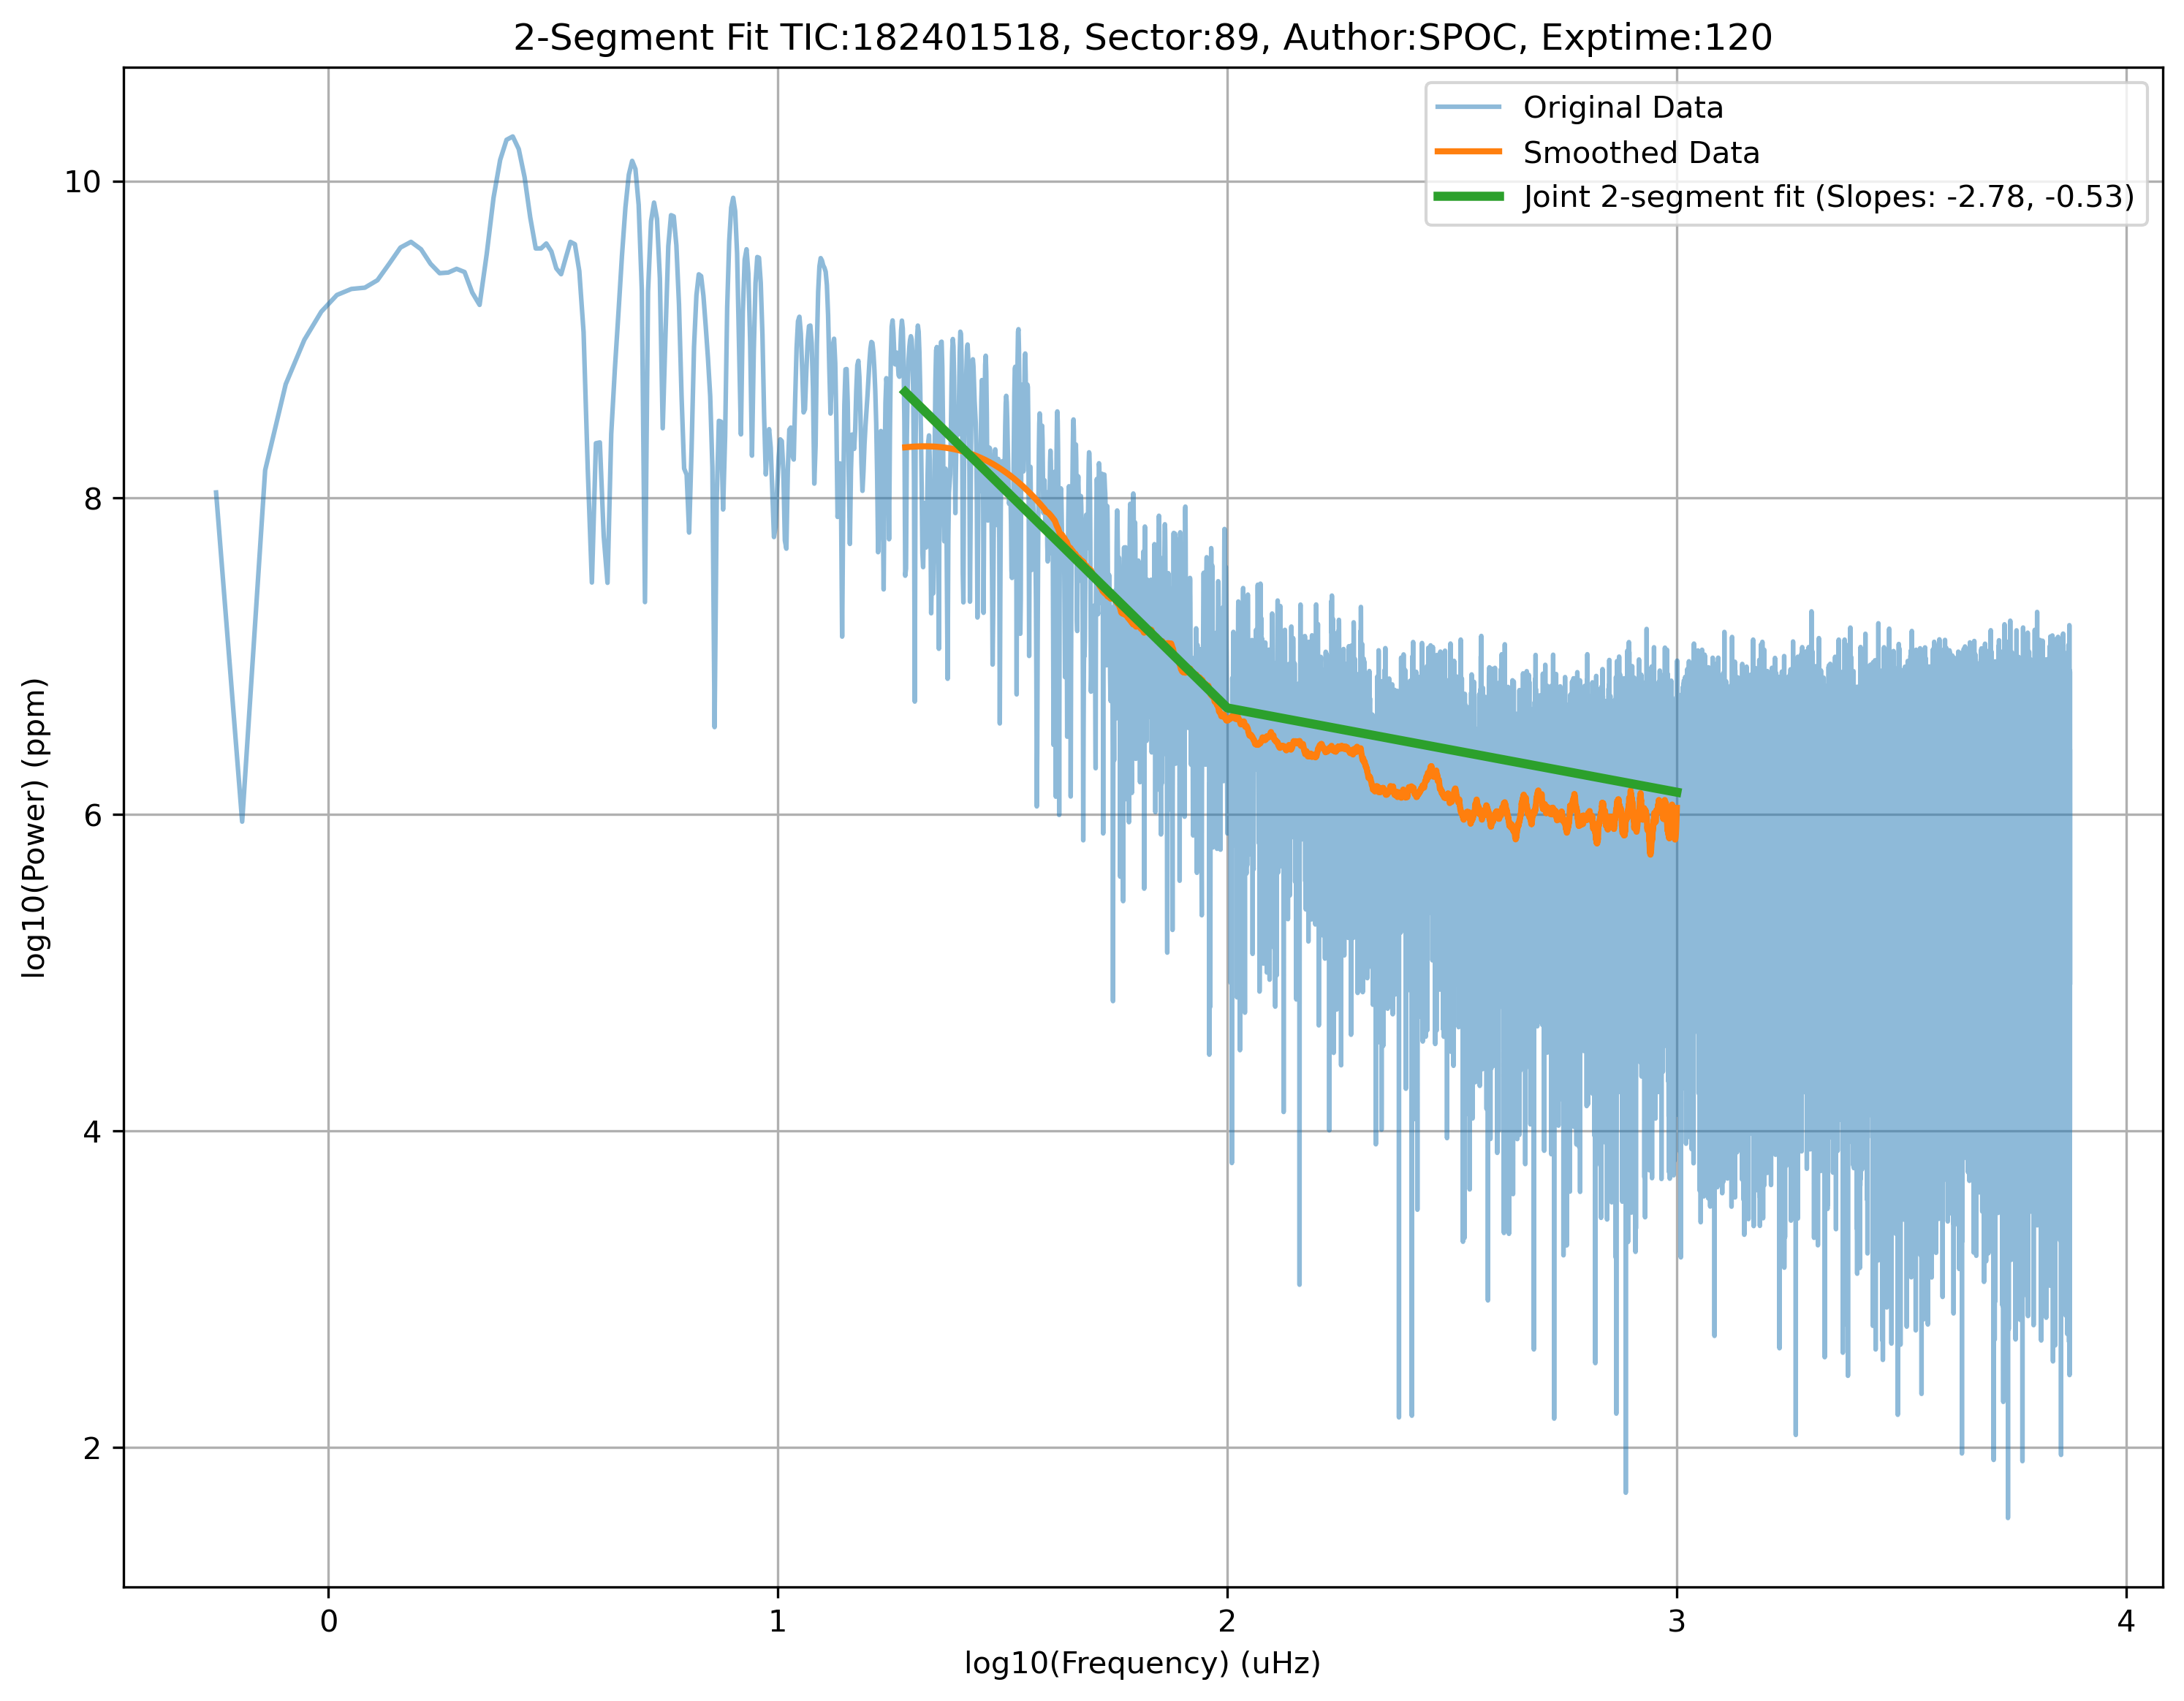 2-Segment Fit TIC:182401518, Sector:89, Author:SPOC, Exptime:120
Original Data
Smoothed Data
Joint 2-segment fit (Slopes: -2.78, -0.53)
log10(Power) (ppm)
10
8
6
4
2
0 1 2 3 4
log10(Frequency) (uHz)